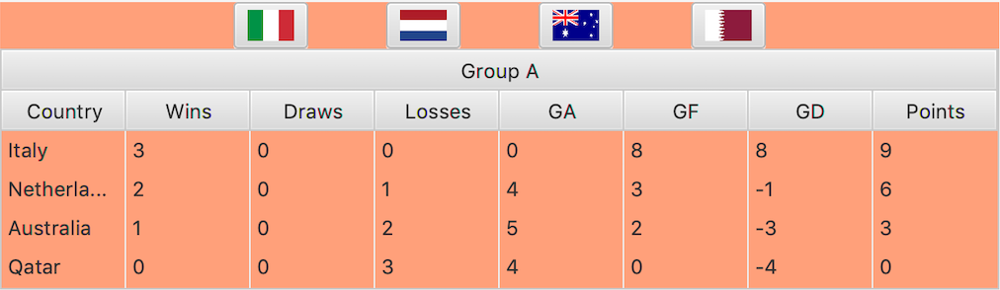 Group A
Country Wins Draws Losses GA GF GD Points
Italy 3 0 0 0 8 8 9
Netherla... 2 0 1 4 3 -1 6
Australia 1 0 2 5 2 -3 3
Qatar 0 0 3 4 0 -4 0